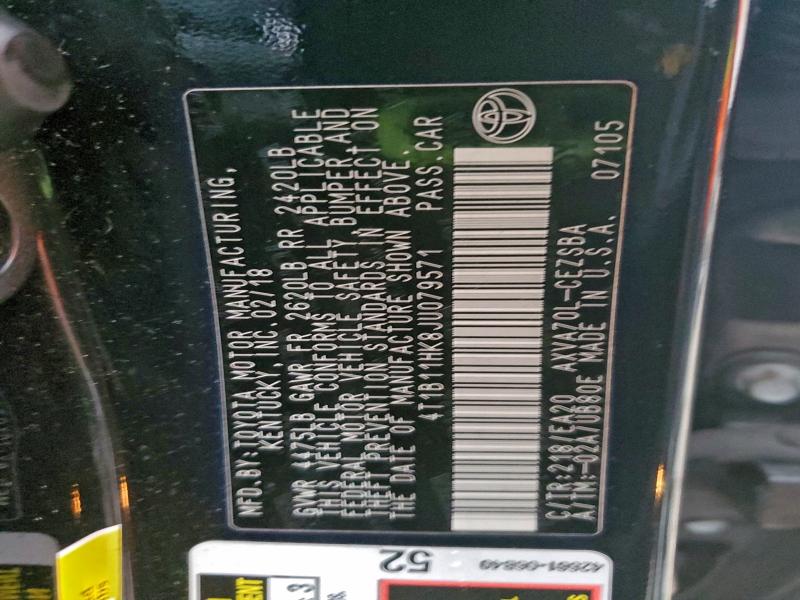 MFD.BY:TOYOTA MOTOR MANUFACTURING,
KENTUCKY, INC.02/18
GVWR 4475LB GAWR FR 2620LB RR 2420LB
THIS VEHICLE CONFORMS TO ALL APPLICABLE
FEDERAL MOTOR VEHICLE SAFETY, BUMPER, AND
THEFT PREVENTION STANDARDS IN EFFECT ON
THE DATE OF MANUFACTURE SHOWN ABOVE.
4T1B11HK8JU079571 PASS.CAR
C/TR:218/EA20 AXVA70L-CEZSBA
A/TM:-02A/UB80E MADE IN U.S.A. 07105
52
42661-06840